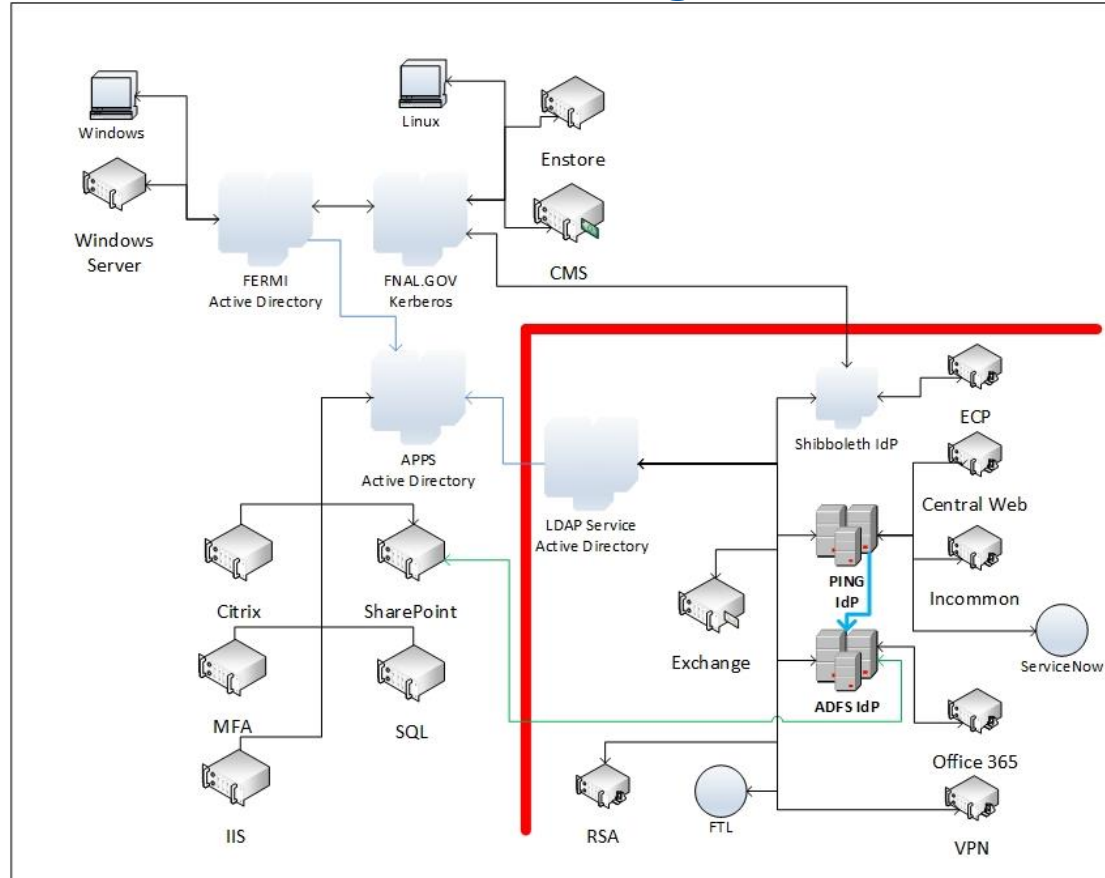 Windows
Linux
Enstore
Windows
Server
FERMI
Active Directory
FNAL.GOV
Kerberos
CMS
ECP
Shibboleth IdP
APPS
Active Directory
LDAP Service
Active Directory
Central Web
PING
IdP
Citrix
SharePoint
Incommon
Exchange
ServiceNow
ADFS IdP
MFA
SQL
Office 365
IIS
RSA
FTL
VPN